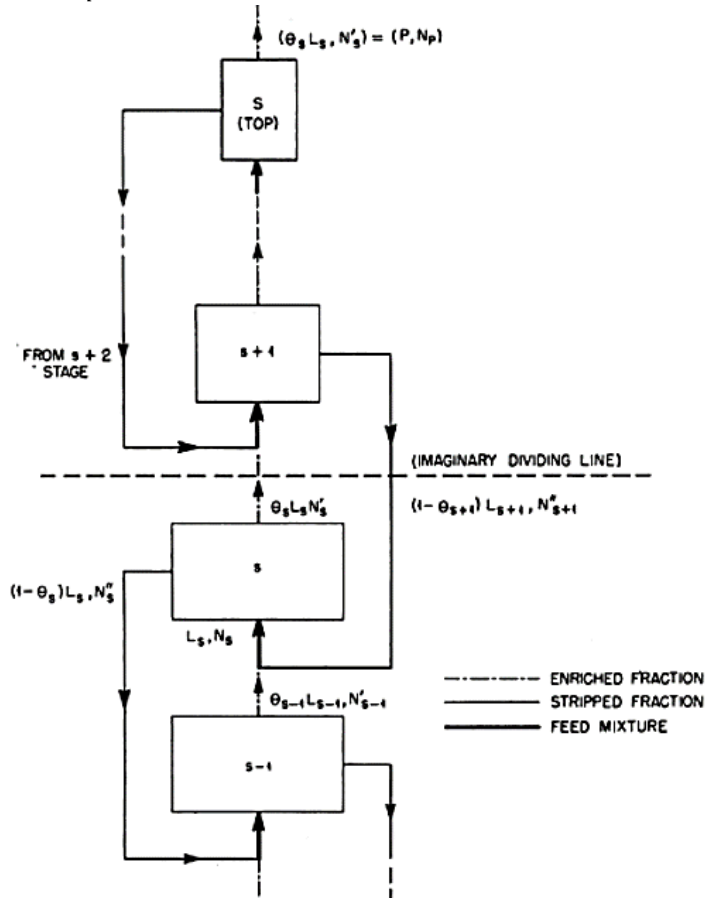 (θₛ Lₛ, N′ₛ) = (P, Nₚ)
S
(TOP)
s + 1
FROM s + 2
STAGE
(IMAGINARY DIVIDING LINE)
θₛ Lₛ N′ₛ
(1 - θₛ₊₁) Lₛ₊₁, N″ₛ₊₁
s
(1 - θₛ) Lₛ, N″ₛ
Lₛ, Nₛ
θₛ₋₁ Lₛ₋₁, N′ₛ₋₁
ENRICHED FRACTION
STRIPPED FRACTION
FEED MIXTURE
s-1